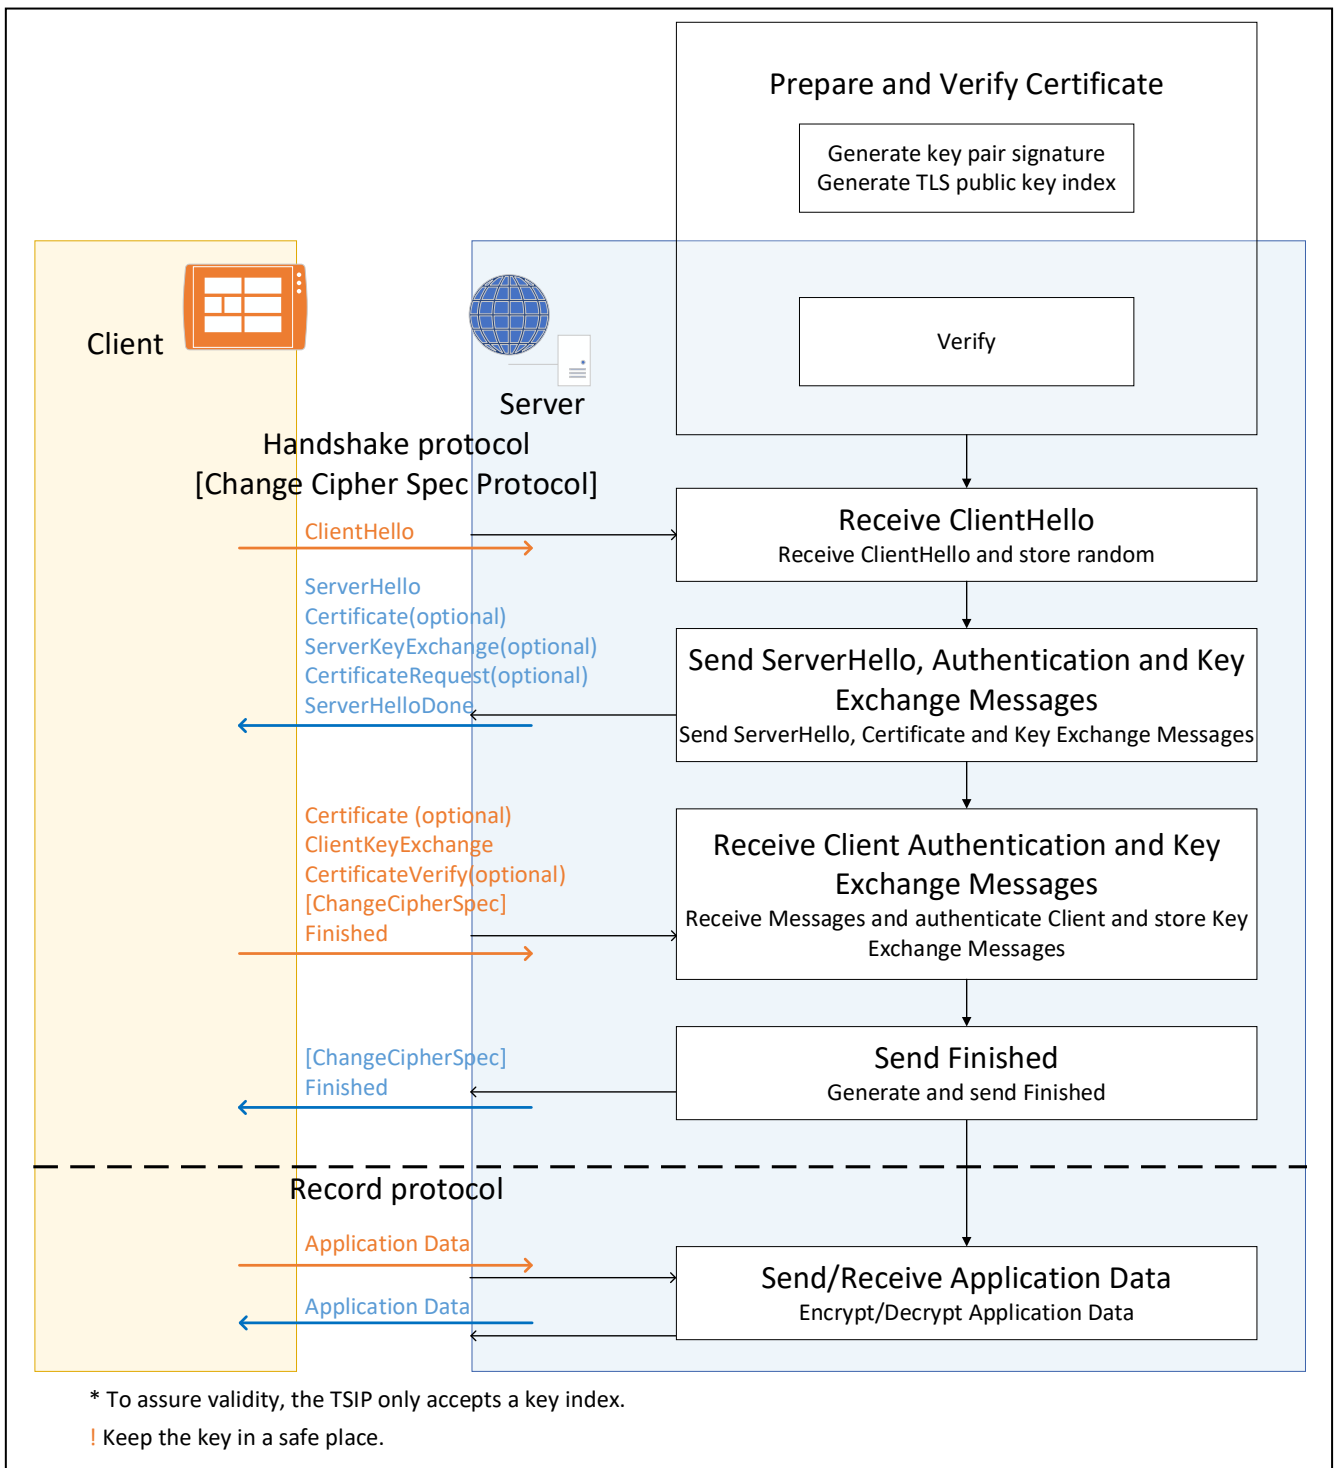 Prepare and Verify Certificate
Generate key pair signature
Generate TLS public key index
Verify
Client
Server
Handshake protocol
[Change Cipher Spec Protocol]
ClientHello
Receive ClientHello
Receive ClientHello and store random
ServerHello
Certificate(optional)
ServerKeyExchange(optional)
CertificateRequest(optional)
ServerHelloDone
Send ServerHello, Authentication and Key
Exchange Messages
Send ServerHello, Certificate and Key Exchange Messages
Certificate (optional)
ClientKeyExchange
CertificateVerify(optional)
[ChangeCipherSpec]
Finished
Receive Client Authentication and Key
Exchange Messages
Receive Messages and authenticate Client and store Key
Exchange Messages
[ChangeCipherSpec]
Finished
Send Finished
Generate and send Finished
Record protocol
Application Data
Application Data
Send/Receive Application Data
Encrypt/Decrypt Application Data
* To assure validity, the TSIP only accepts a key index.
! Keep the key in a safe place.